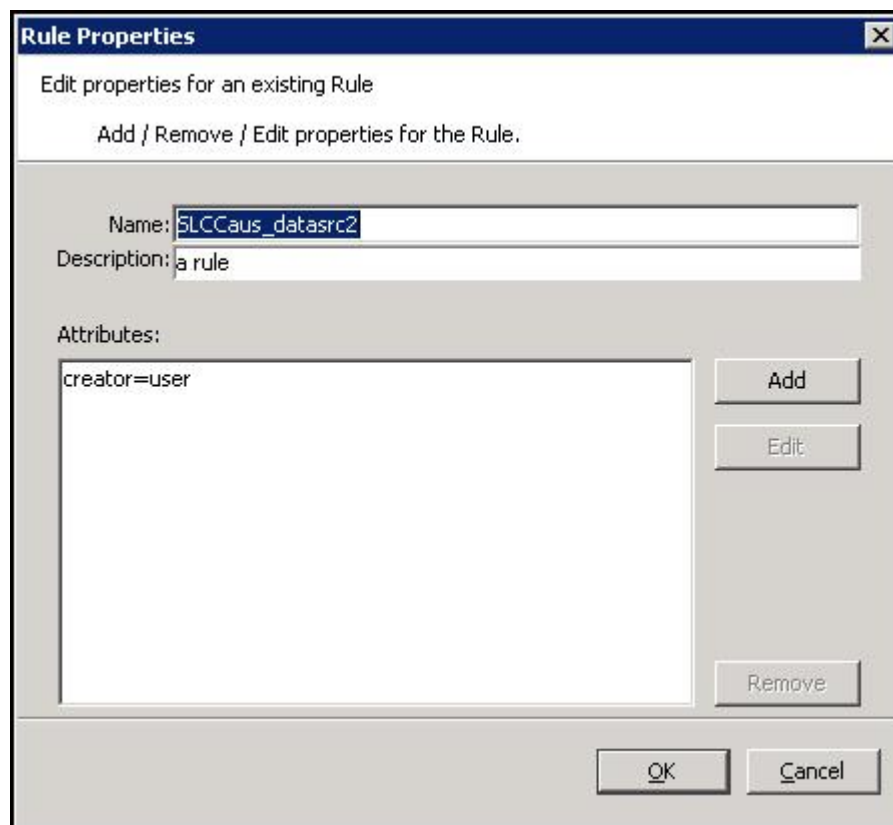 Rule Properties
Edit properties for an existing Rule
Add / Remove / Edit properties for the Rule.
Name: SLCCaus_datasrc2
Description: a rule
Attributes:
creator=user
Add
Edit
Remove
OK
Cancel